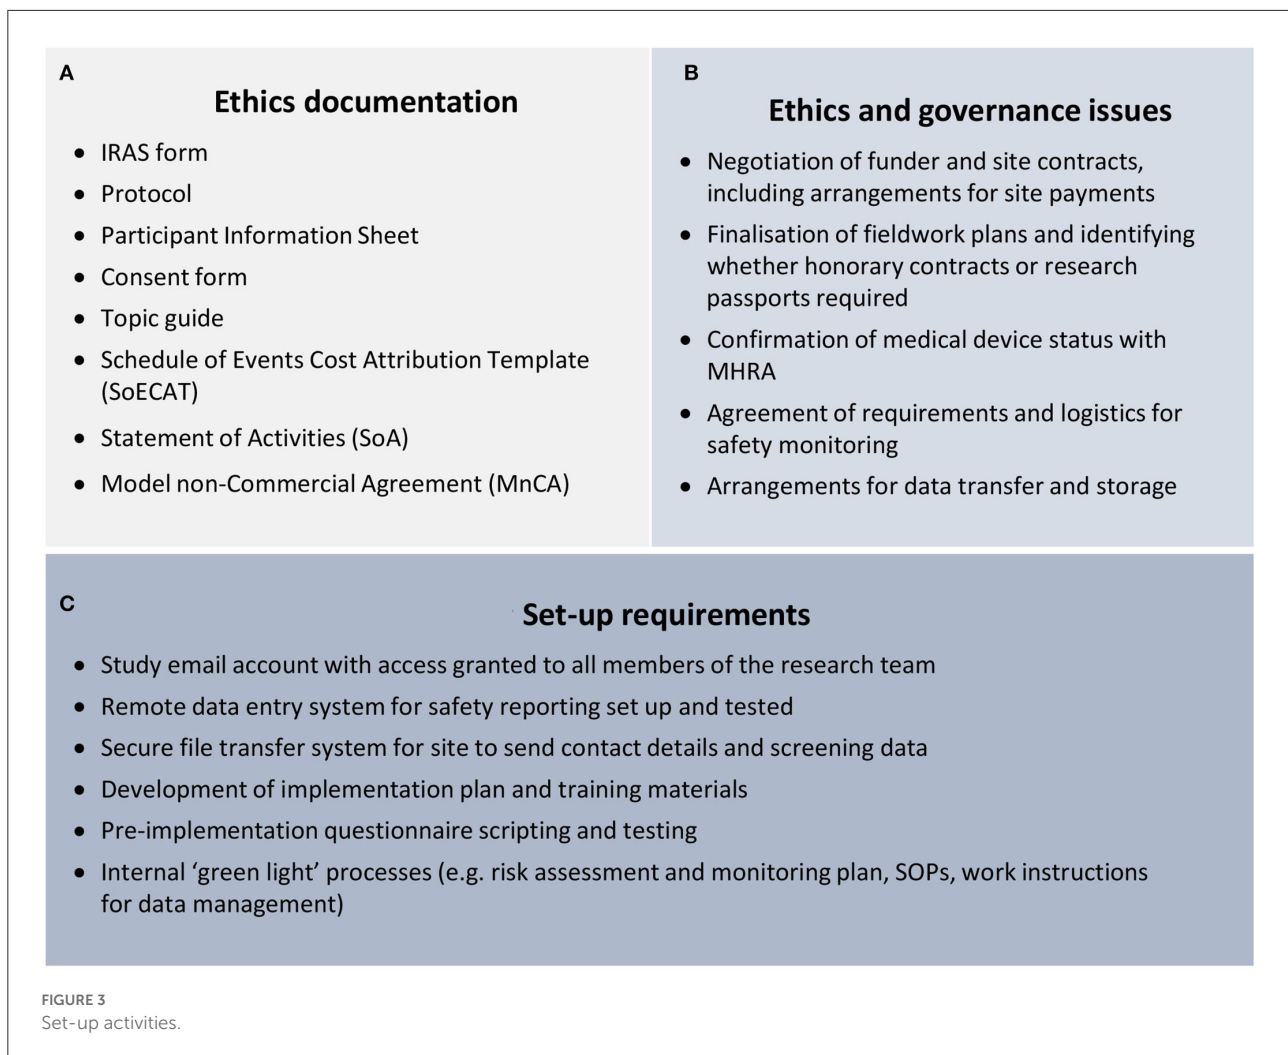 A
Ethics documentation
• IRAS form
• Protocol
• Participant Information Sheet
• Consent form
• Topic guide
• Schedule of Events Cost Attribution Template
(SoECAT)
• Statement of Activities (SoA)
• Model non-Commercial Agreement (MnCA)
B
Ethics and governance issues
• Negotiation of funder and site contracts,
including arrangements for site payments
• Finalisation of fieldwork plans and identifying
whether honorary contracts or research
passports required
• Confirmation of medical device status with
MHRA
• Agreement of requirements and logistics for
safety monitoring
• Arrangements for data transfer and storage
C
Set-up requirements
• Study email account with access granted to all members of the research team
• Remote data entry system for safety reporting set up and tested
• Secure file transfer system for site to send contact details and screening data
• Development of implementation plan and training materials
• Pre-implementation questionnaire scripting and testing
• Internal ‘green light’ processes (e.g. risk assessment and monitoring plan, SOPs, work instructions
for data management)
FIGURE 3
Set-up activities.